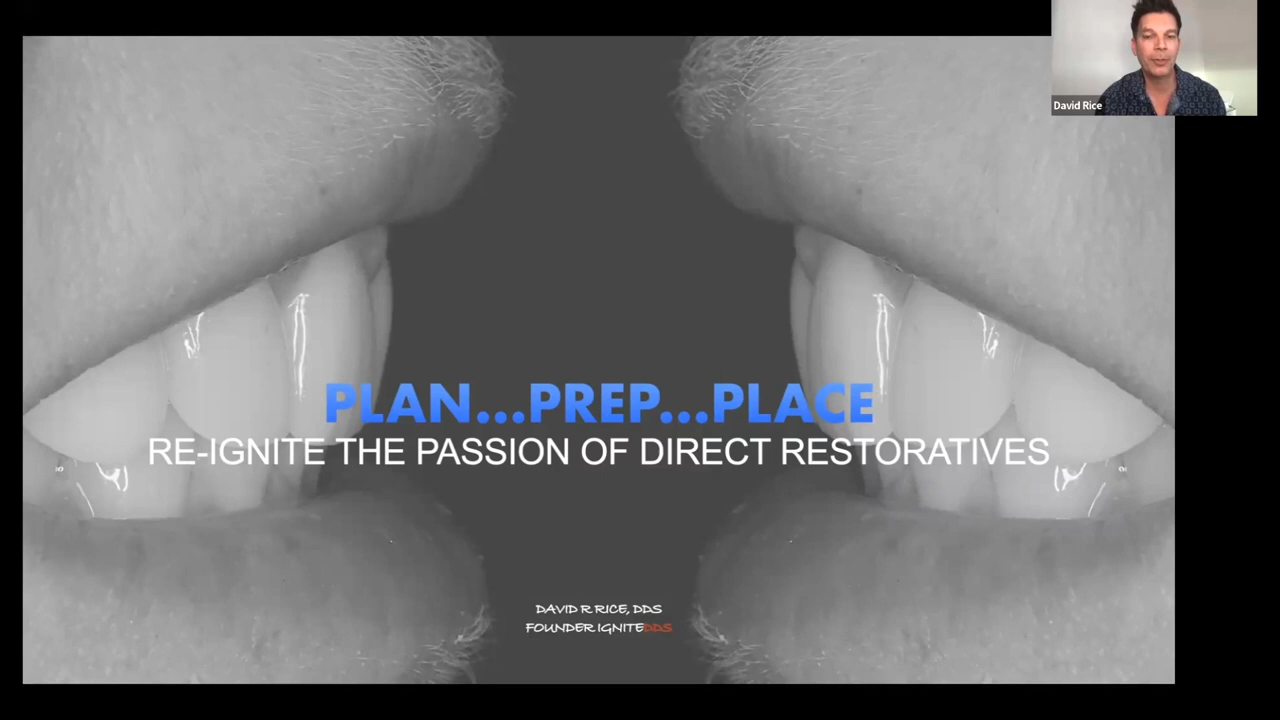 David Rice
PLAN...PREP...PLACE
RE-IGNITE THE PASSION OF DIRECT RESTORATIVES
DAVID R RICE, DDS
FOUNDER IGNITEDDS